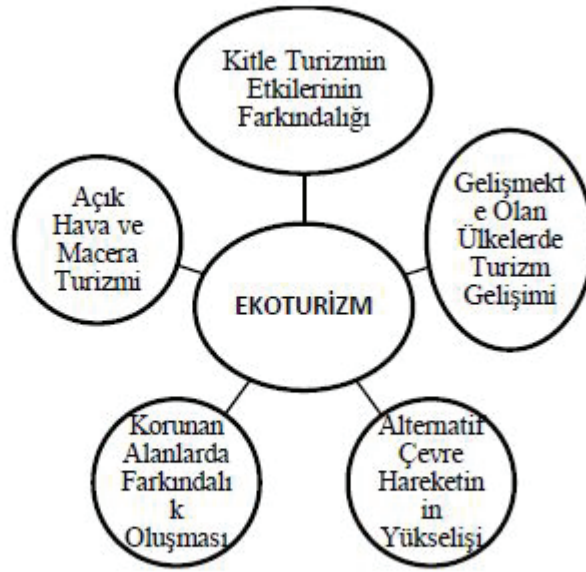 Kitle Turizmin
Etkilerinin
Farkındalığı
Açık
Hava ve
Macera
Turizmi
Gelişmekt
e Olan
Ülkelerde
Turizm
Gelişimi
EKOTURİZM
Korunan
Alanlarda
Farkındalı
k
Oluşması
Alternatif
Çevre
Hareketin
in
Yükselişi